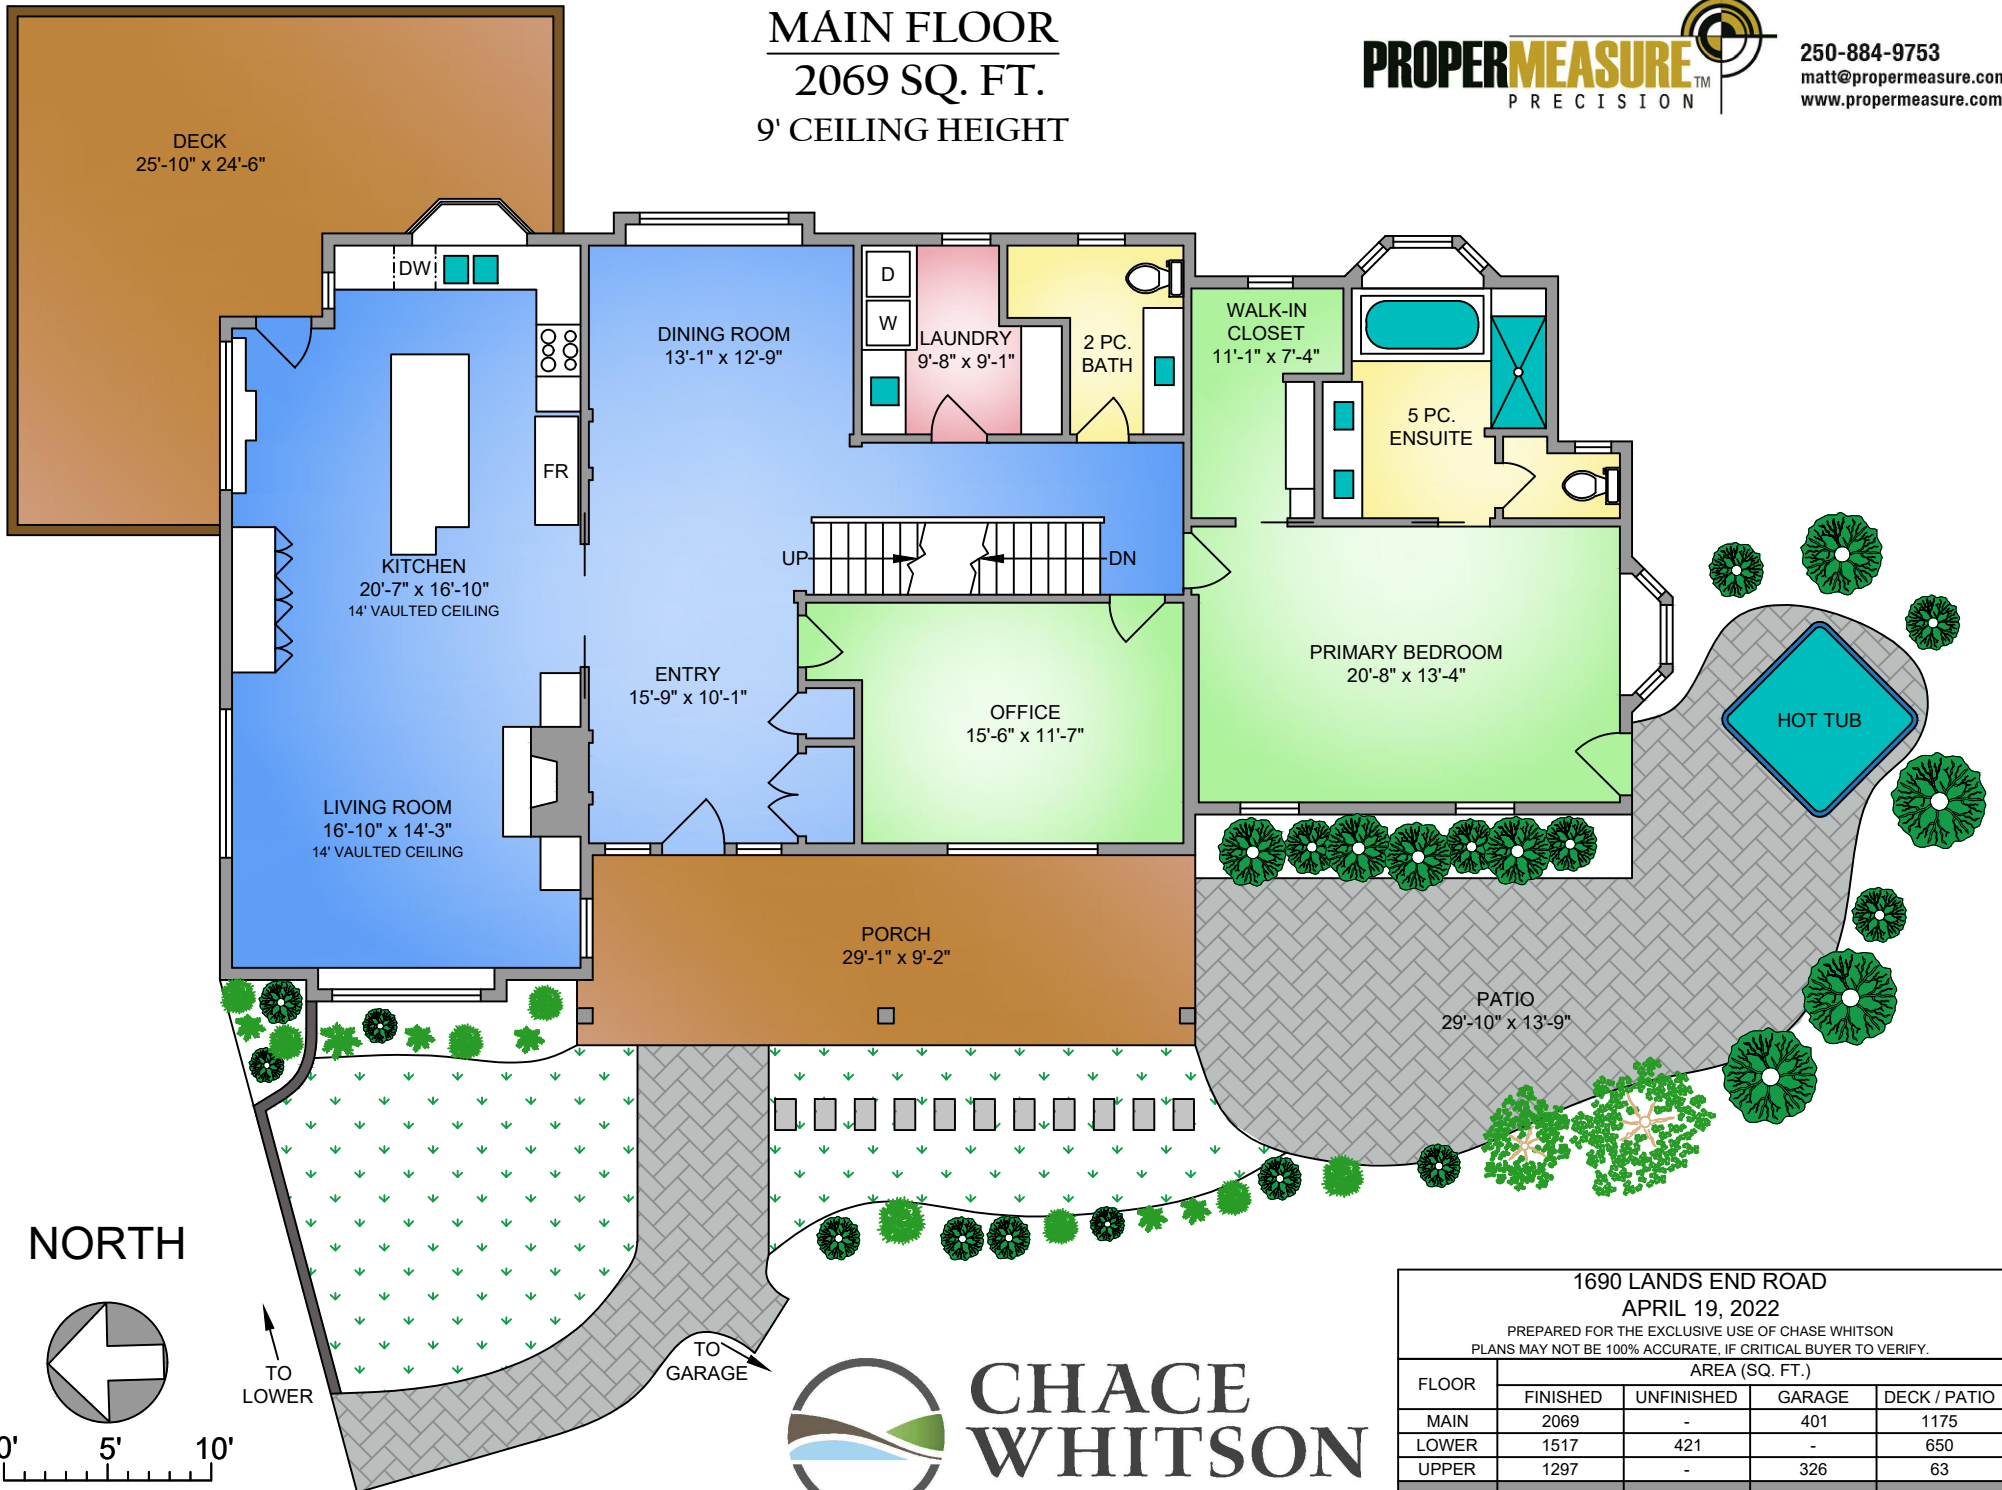 MAIN FLOOR
2069 SQ. FT.
9' CEILING HEIGHT
PROPERMEASURE TM
PRECISION
250-884-9753
matt@propermeasure.com
www.propermeasure.com
DECK
25'-10" x 24'-6"
DW
D
W
LAUNDRY
9'-8" x 9'-1"
2 PC.
BATH
WALK-IN
CLOSET
11'-1" x 7'-4"
DINING ROOM
13'-1" x 12'-9"
5 PC.
ENSUITE
FR
KITCHEN
20'-7" x 16'-10"
14' VAULTED CEILING
UP
DN
ENTRY
15'-9" x 10'-1"
OFFICE
15'-6" x 11'-7"
PRIMARY BEDROOM
20'-8" x 13'-4"
HOT TUB
LIVING ROOM
16'-10" x 14'-3"
14' VAULTED CEILING
PORCH
29'-1" x 9'-2"
PATIO
29'-10" x 13'-9"
NORTH
TO
LOWER
TO
GARAGE
0' 5' 10'
CHACE
WHITSON
1690 LANDS END ROAD
APRIL 19, 2022
PREPARED FOR THE EXCLUSIVE USE OF CHASE WHITSON
PLANS MAY NOT BE 100% ACCURATE, IF CRITICAL BUYER TO VERIFY.
FLOOR AREA (SQ. FT.)
FINISHED UNFINISHED GARAGE DECK / PATIO
MAIN 2069 - 401 1175
LOWER 1517 421 - 650
UPPER 1297 - 326 63